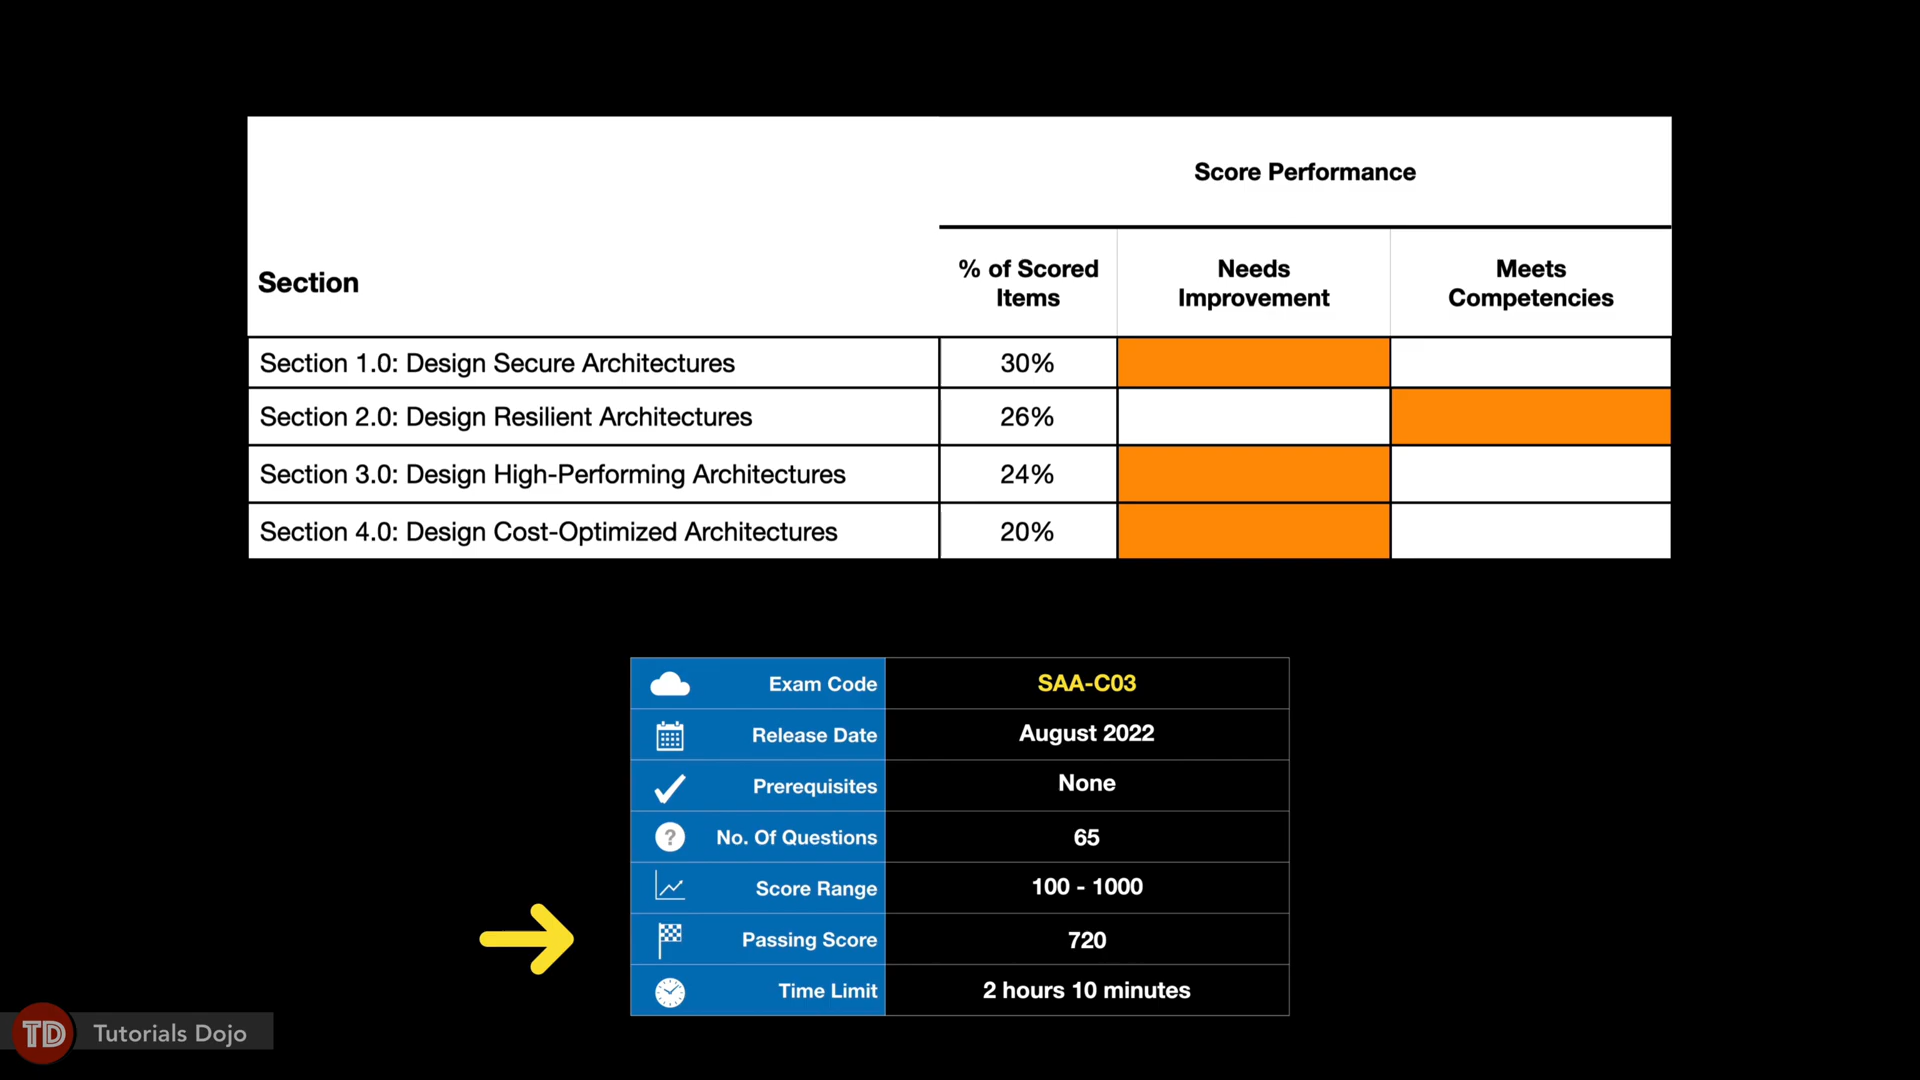 Score Performance
Section
% of Scored Items
Needs Improvement
Meets Competencies
Section 1.0: Design Secure Architectures 30%
Section 2.0: Design Resilient Architectures 26%
Section 3.0: Design High-Performing Architectures 24%
Section 4.0: Design Cost-Optimized Architectures 20%
Exam Code SAA-C03
Release Date August 2022
Prerequisites None
? No. Of Questions 65
Score Range 100 - 1000
Passing Score 720
Time Limit 2 hours 10 minutes
TD Tutorials Dojo